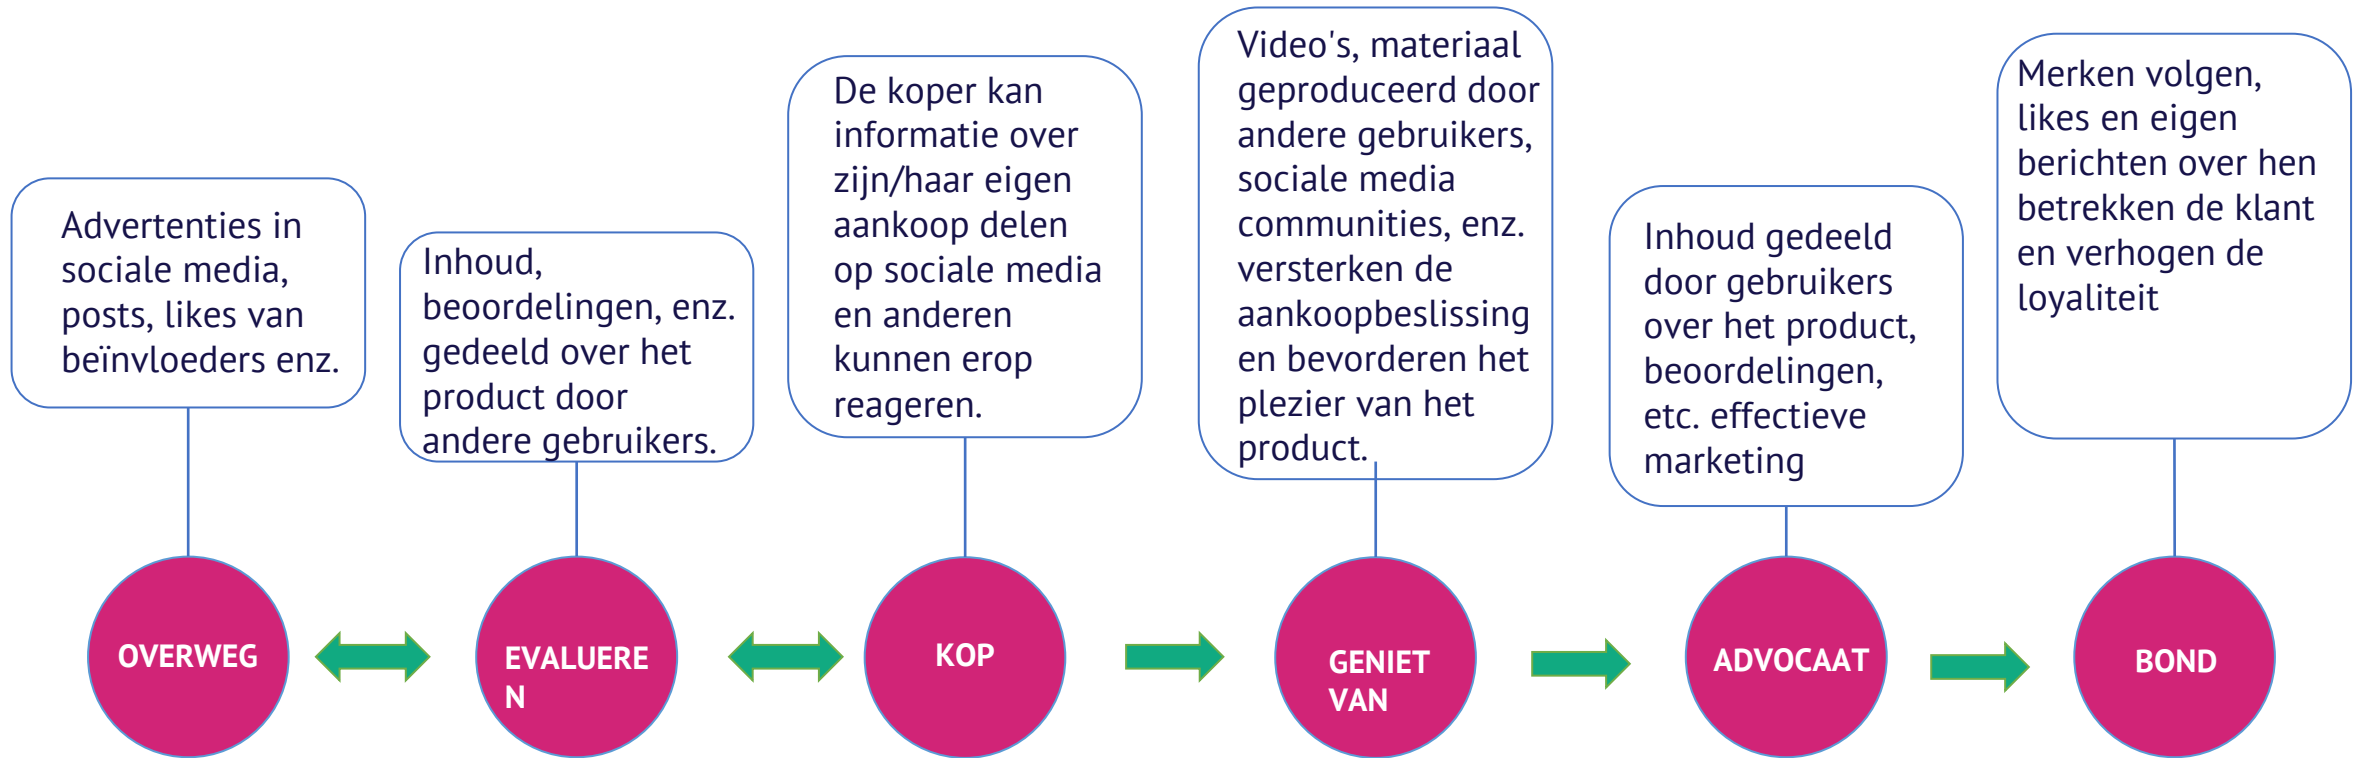 Advertenties in
sociale media,
posts, likes van
beïnvloeders enz.
Inhoud,
beoordelingen, enz.
gedeeld over het
product door
andere gebruikers.
De koper kan
informatie over
zijn/haar eigen
aankoop delen
op sociale media
en anderen
kunnen erop
reageren.
Video's, materiaal
geproduceerd door
andere gebruikers,
sociale media
communities, enz.
versterken de
aankoopbeslissing
en bevorderen het
plezier van het
product.
Inhoud gedeeld
door gebruikers
over het product,
beoordelingen,
etc. effectieve
marketing
Merken volgen,
likes en eigen
berichten over hen
betrekken de klant
en verhogen de
loyaliteit
OVERWEG
EVALUERE
N
KOP
GENIET
VAN
ADVOCAAT
BOND